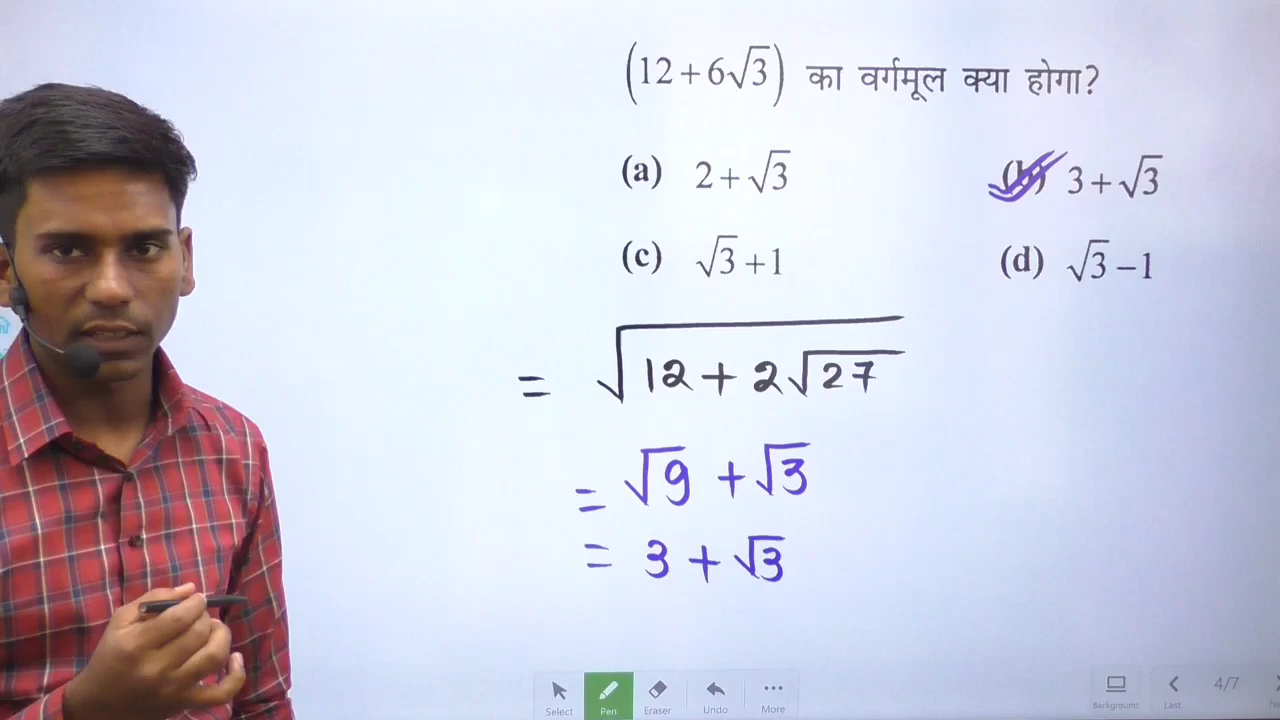 (12+6√3) का वर्गमूल क्या होगा?
(a) 2+√3
(b) 3+√3
(c) √3+1
(d) √3−1
= √(12 + 2√27)
= √9 + √3
= 3 + √3
Select Pen Eraser Undo More
Background Last 4/7